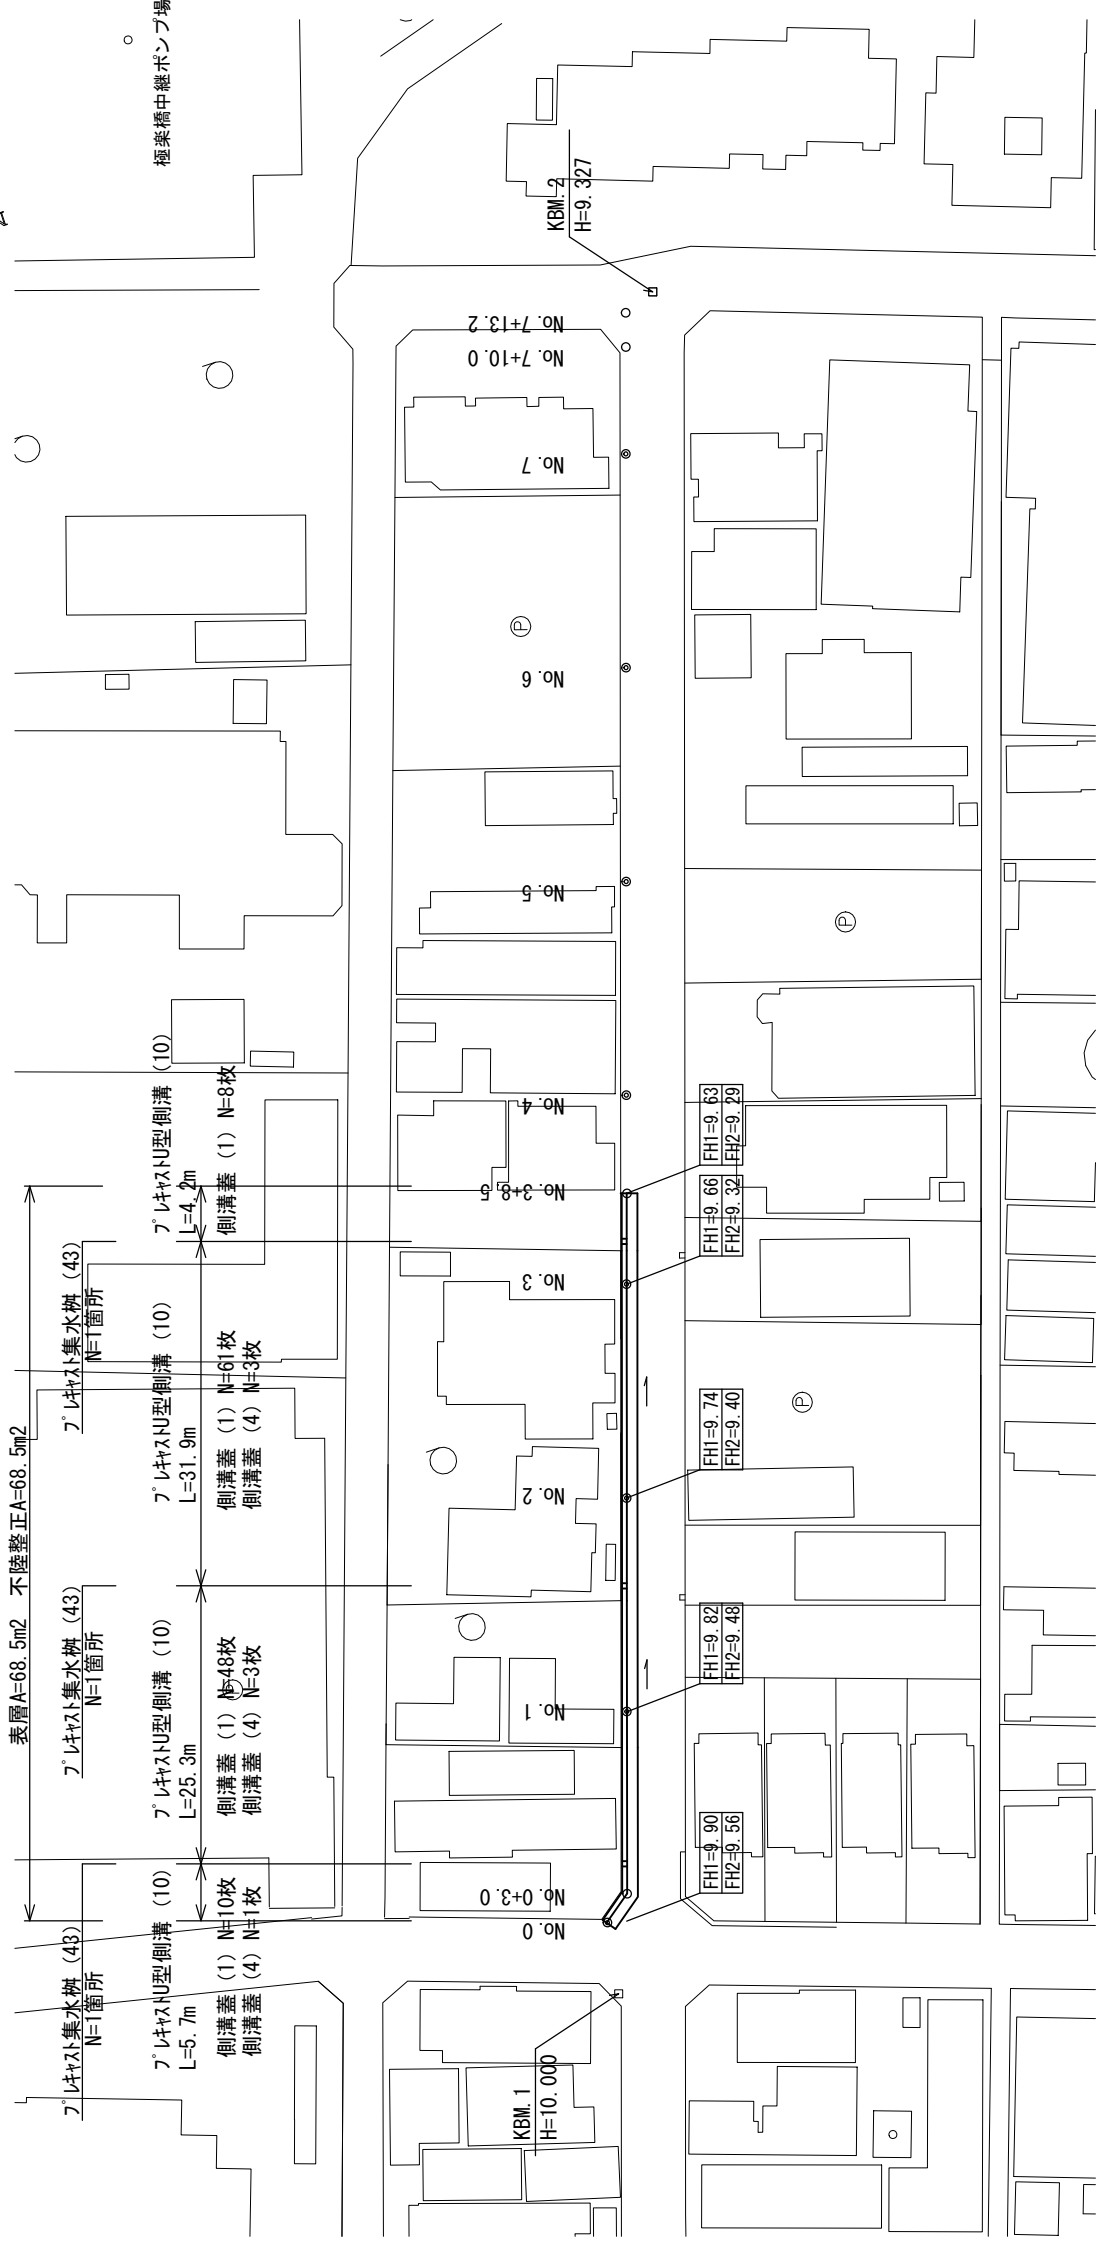 極楽橋中継ポンプ場
KBM.2
H=9.327
No.7+13.2
No.7+10.0
No.7
No.6
No.5
No.4
No.3+8.5
No.3
No.2
No.1
No.0+3.0
No.0
表層A=68.5m2 不陸整正A=68.5m2
プレキャスト集水桝 (43)
N=1箇所
プレキャスト集水桝 (43)
N=1箇所
プレキャスト集水桝 (43)
N=1箇所
プレキャストU型側溝 (10)
L=4.2m
側溝蓋 (1) N=8枚
プレキャストU型側溝 (10)
L=31.9m
側溝蓋 (1) N=61枚
側溝蓋 (4) N=3枚
プレキャストU型側溝 (10)
L=25.3m
側溝蓋 (1) N=48枚
側溝蓋 (4) N=3枚
プレキャストU型側溝 (10)
L=5.7m
側溝蓋 (1) N=10枚
側溝蓋 (4) N=1枚
FH1=9.63
FH2=9.29
FH1=9.66
FH2=9.32
FH1=9.74
FH2=9.40
FH1=9.82
FH2=9.48
FH1=9.90
FH2=9.56
P
P
P
P
KBM.1
H=10.000